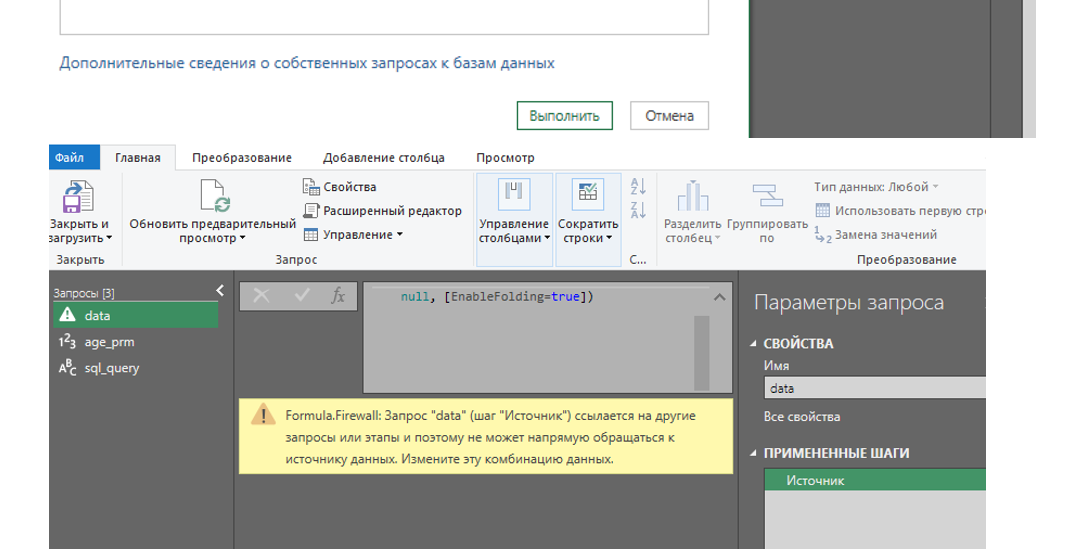 Дополнительные сведения о собственных запросах к базам данных
Выполнить Отмена
Файл Главная Преобразование Добавление столбца Просмотр
Закрыть и загрузить
Обновить предварительный просмотр
Свойства
Расширенный редактор
Управление
Управление столбцами
Сократить строки
Разделить столбец
Группировать по
Тип данных: Любой
Использовать первую стр
Замена значений
Закрыть Запрос С... Преобразование
Запросы [3]
data
age_prm
sql_query
fx
null, [EnableFolding=true])
Formula.Firewall: Запрос "data" (шаг "Источник") ссылается на другие
запросы или этапы и поэтому не может напрямую обращаться к
источнику данных. Измените эту комбинацию данных.
Параметры запроса
СВОЙСТВА
Имя
data
Все свойства
ПРИМЕНЕННЫЕ ШАГИ
Источник